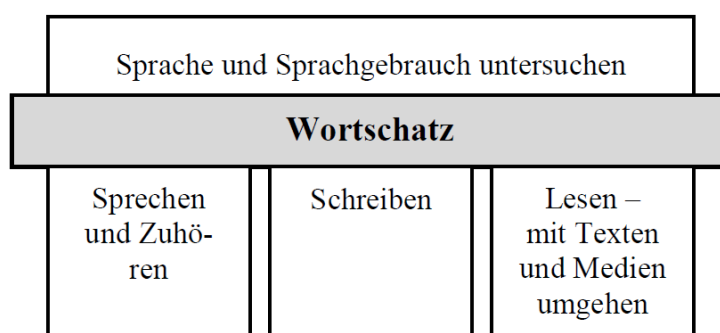 Sprache und Sprachgebrauch untersuchen
Wortschatz
Sprechen
und Zuhö-
ren
Schreiben
Lesen –
mit Texten
und Medien
umgehen